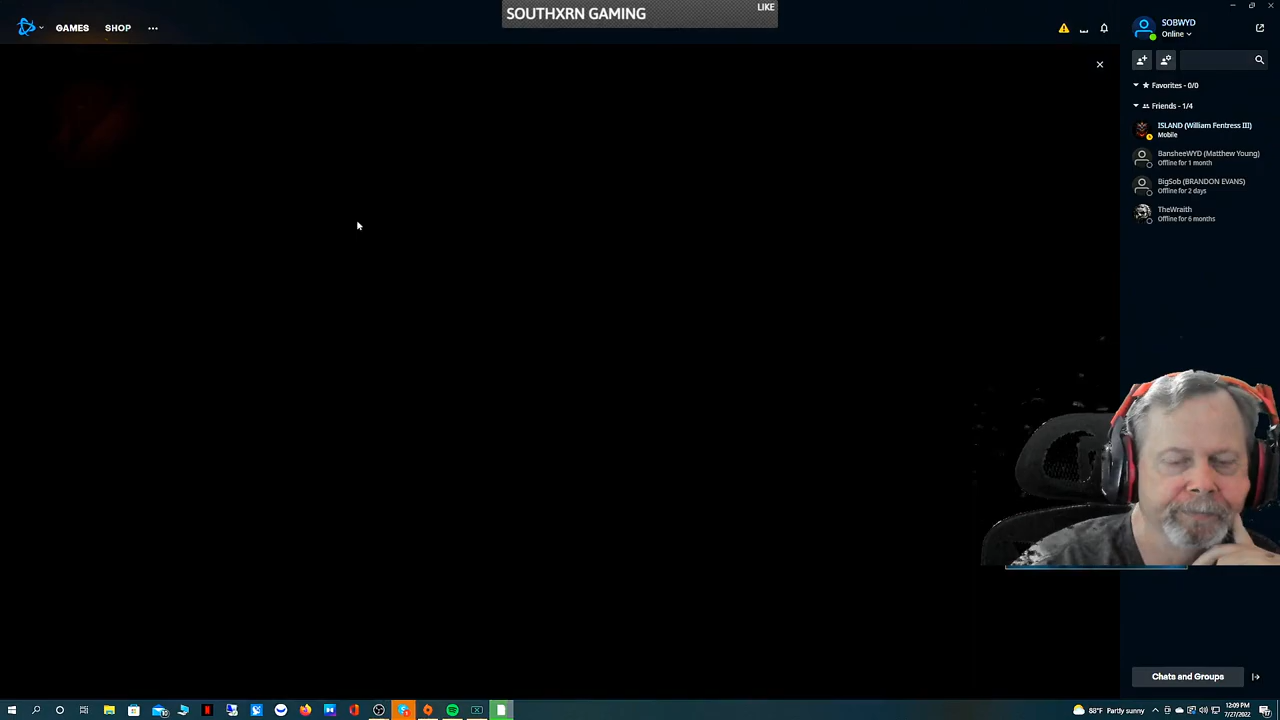 SOUTHXRN GAMING
LIKE
GAMES
SHOP
SOBWYD
Online
Favorites - 0/0
Friends - 1/4
ISLAND (William Fentress III)
Mobile
BansheeWYD (Matthew Young)
Offline for 1 month
BigSob (BRANDON EVANS)
Offline for 2 days
TheWraith
Offline for 6 months
Chats and Groups
88°F Partly sunny
12:09 PM
7/27/2022